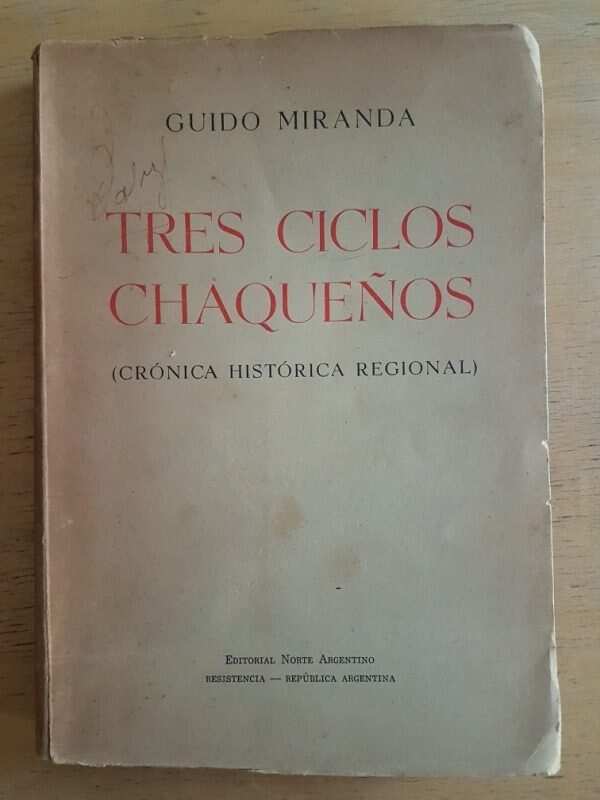 GUIDO MIRANDA
TRES CICLOS
CHAQUEÑOS
(CRÓNICA HISTÓRICA REGIONAL)
EDITORIAL NORTE ARGENTINO
RESISTENCIA — REPÚBLICA ARGENTINA